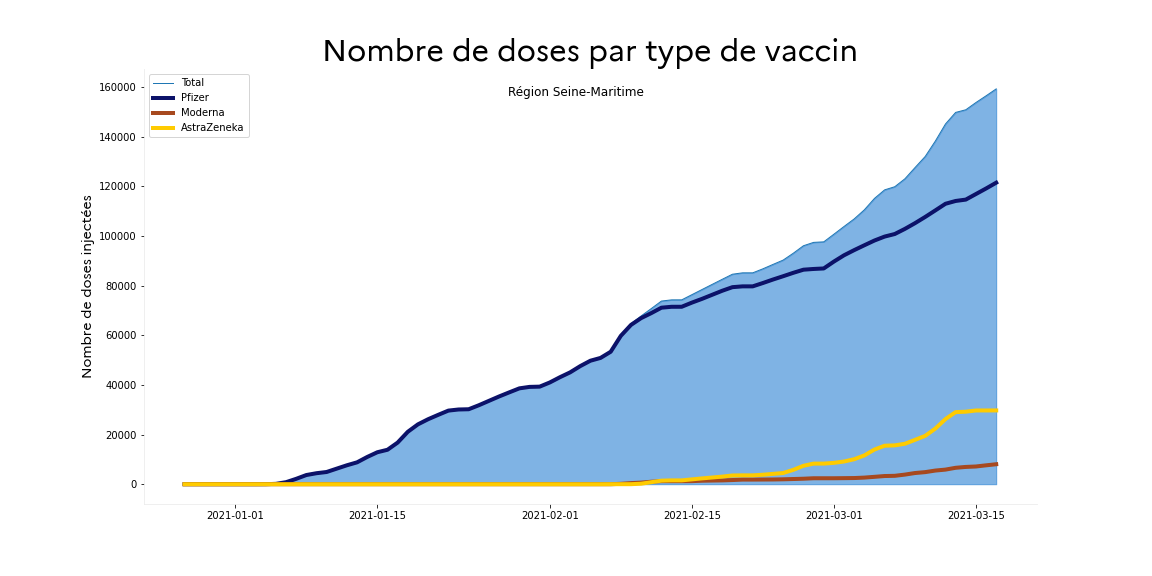 Nombre de doses par type de vaccin
Région Seine-Maritime
Total
Pfizer
Moderna
AstraZeneka
Nombre de doses injectées
160000
140000
120000
100000
80000
60000
40000
20000
0
2021-01-01
2021-01-15
2021-02-01
2021-02-15
2021-03-01
2021-03-15